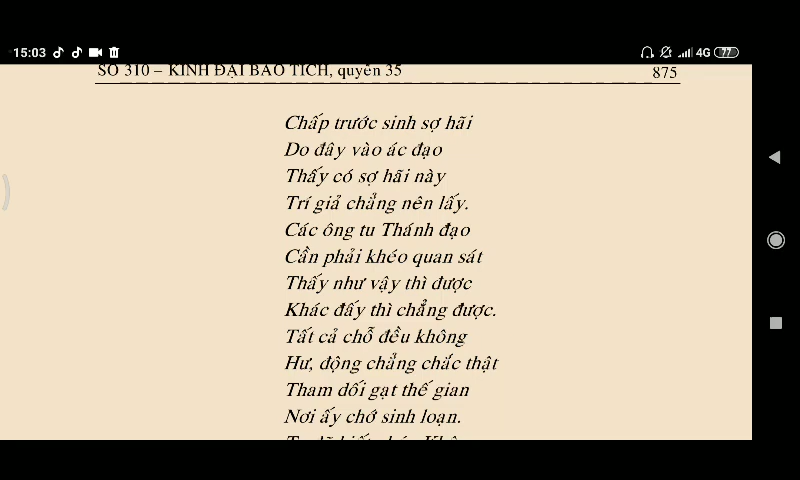 15:03
4G 77
SỐ 310 – KINH ĐẠI BẢO TÍCH, quyển 35
875
Chấp trước sinh sợ hãi
Do đây vào ác đạo
Thấy có sợ hãi này
Trí giả chẳng nên lấy.
Các ông tu Thánh đạo
Cần phải khéo quan sát
Thấy như vậy thì được
Khác đấy thì chẳng được.
Tất cả chỗ đều không
Hư, động chẳng chắc thật
Tham dối gạt thế gian
Nơi ấy chớ sinh loạn.